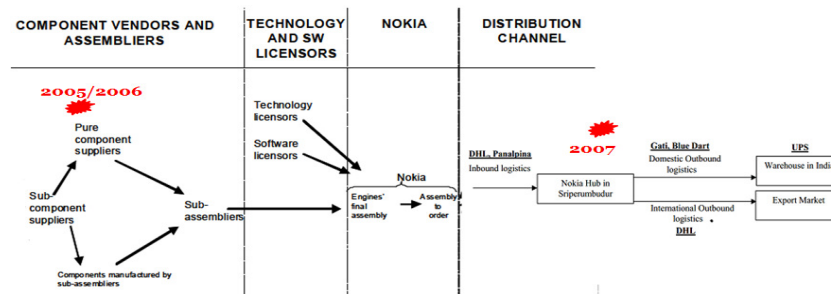 COMPONENT VENDORS AND
ASSEMBLIERS
TECHNOLOGY
AND SW
LICENSORS
NOKIA
DISTRIBUTION
CHANNEL
2005/2006
Pure
component
suppliers
Sub-
component
suppliers
Components manufactured by
sub-assembliers
Sub-
assembliers
Technology
licensors
Software
licensors
Nokia
Engines'
final
assembly
Assembly
to
order
DHL, Panalpina
Inbound logistics
2007
Nokia Hub in
Sriperumbudur
Gati, Blue Dart
Domestic Outbound
logistics
International Outbound
logistics
DHL
UPS
Warehouse in India
Export Market